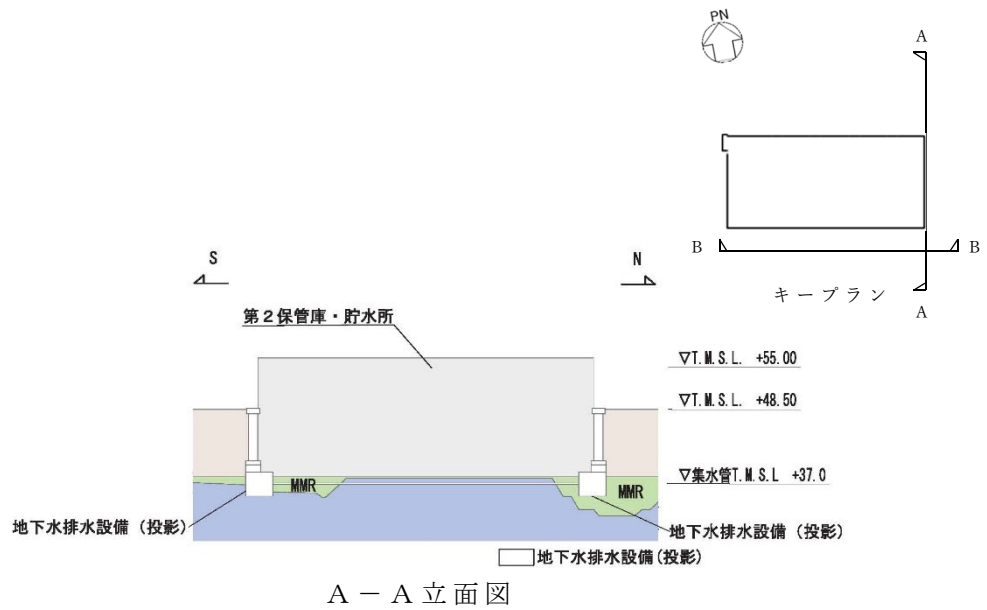 PN
A
B
B
キープラン
A
S
N
第2保管庫・貯水所
▽T.M.S.L. +55.00
▽T.M.S.L. +48.50
▽集水管T.M.S.L +37.0
MMR
MMR
地下水排水設備(投影)
地下水排水設備(投影)
地下水排水設備(投影)
A-A立面図